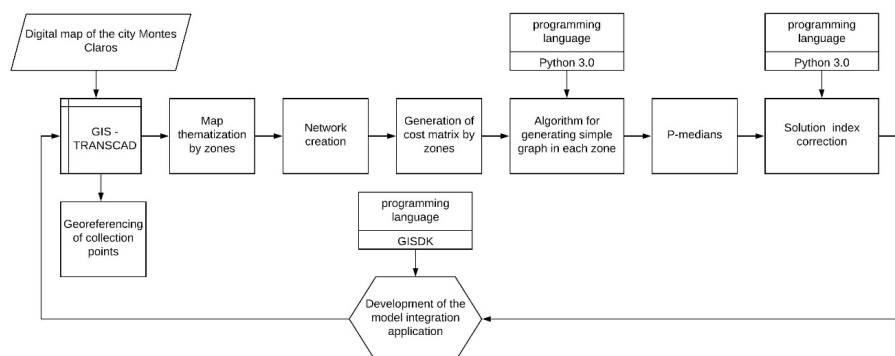 Digital map of the city Montes
Claros
programming
language
Python 3.0
programming
language
Python 3.0
GIS -
TRANSCAD
Map
thematization
by zones
Network
creation
Generation of
cost matrix by
zones
Algorithm for
generating simple
graph in each zone
P-medians
Solution index
correction
Georeferencing
of collection
points
programming
language
GISDK
Development of the
model integration
application